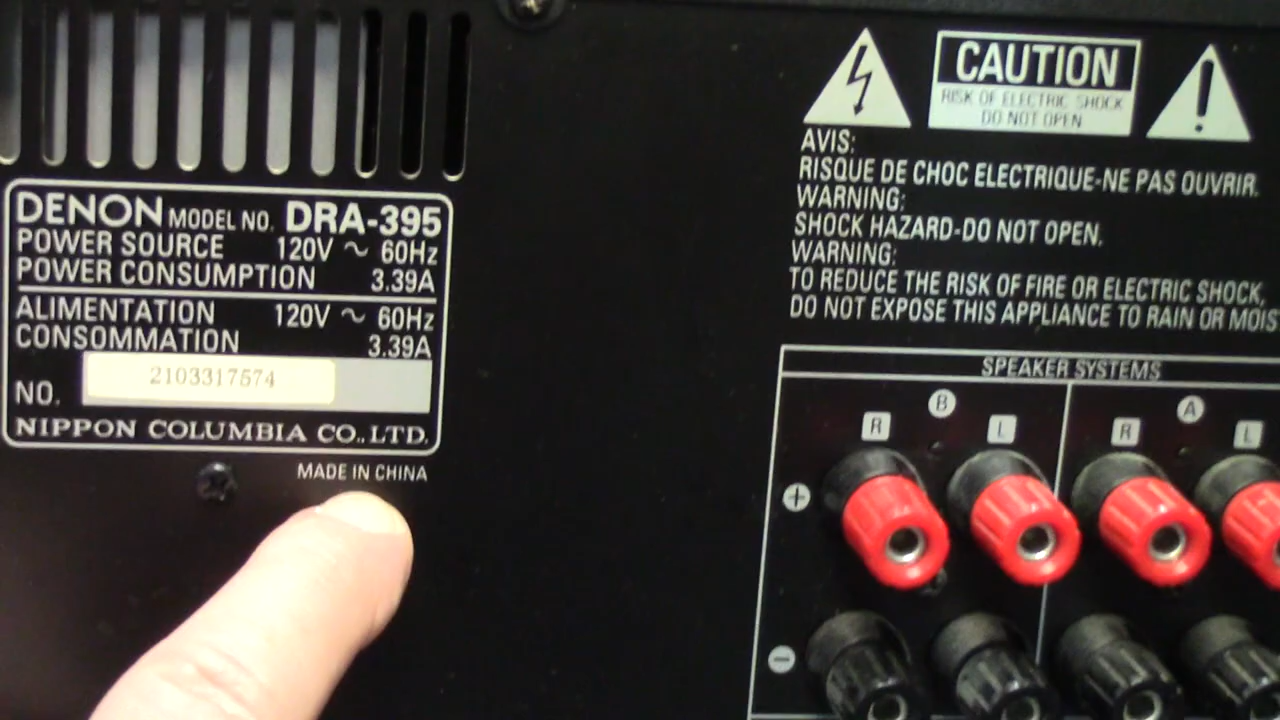 DENON MODEL NO. DRA-395
POWER SOURCE 120V ~ 60Hz
POWER CONSUMPTION 3.39A
ALIMENTATION 120V ~ 60Hz
CONSOMMATION 3.39A
NO. 2103317574
NIPPON COLUMBIA CO., LTD.
MADE IN CHINA
CAUTION
RISK OF ELECTRIC SHOCK
DO NOT OPEN
AVIS:
RISQUE DE CHOC ELECTRIQUE-NE PAS OUVRIR.
WARNING:
SHOCK HAZARD-DO NOT OPEN.
WARNING:
TO REDUCE THE RISK OF FIRE OR ELECTRIC SHOCK,
DO NOT EXPOSE THIS APPLIANCE TO RAIN OR MOIS
SPEAKER SYSTEMS
B A
R L R L
+
−